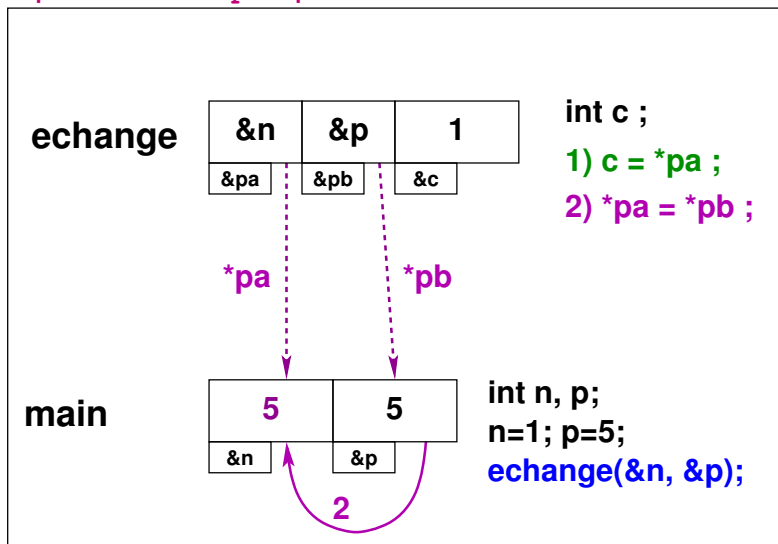 echange
&n &p 1
&pa &pb &c
int c ;
1) c = *pa ;
2) *pa = *pb ;
*pa *pb
main
5 5
&n &p
2
int n, p;
n=1; p=5;
echange(&n, &p);